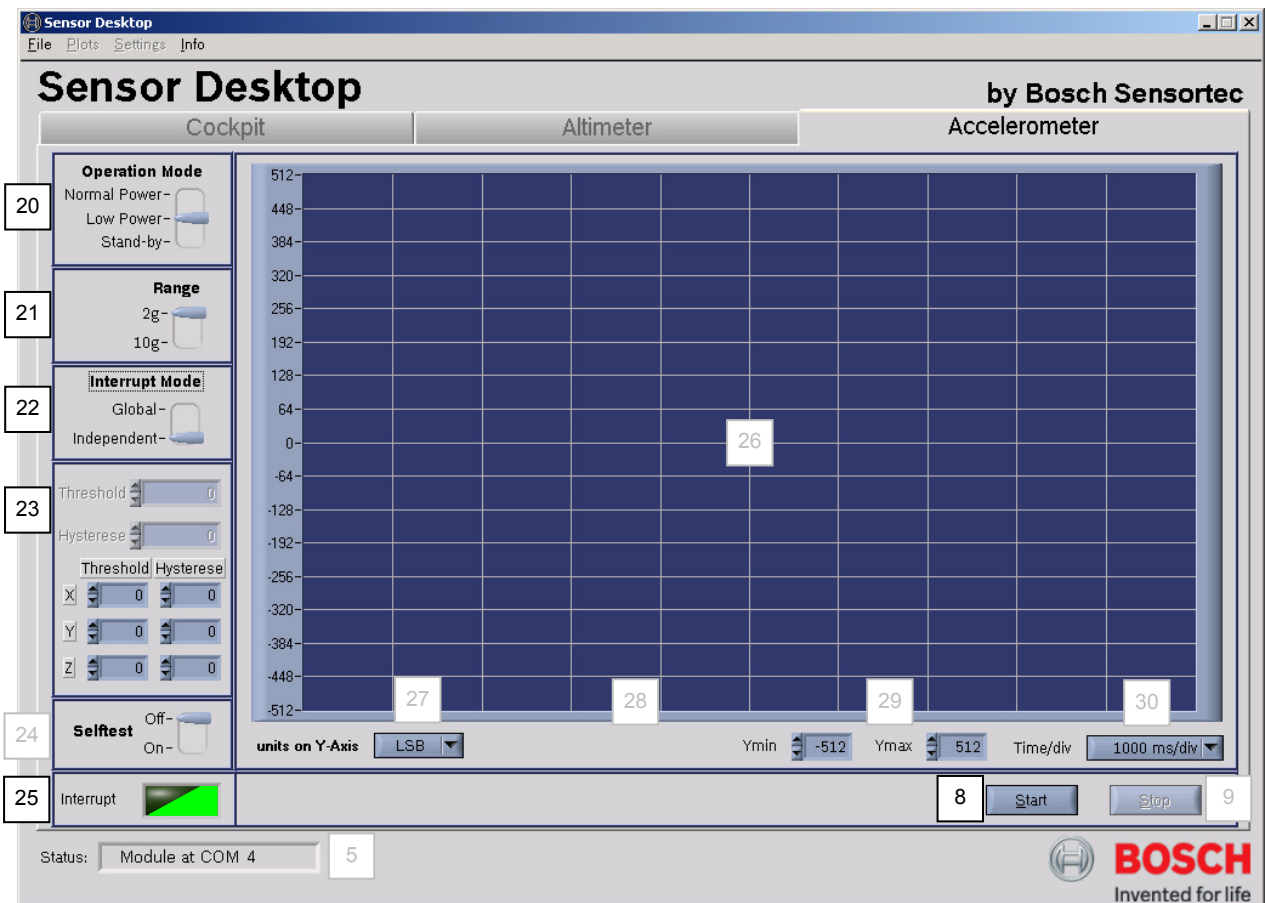 Sensor Desktop
File Plots Settings Info
Sensor Desktop
by Bosch Sensortec
Cockpit Altimeter Accelerometer
20
Operation Mode
Normal Power-
Low Power-
Stand-by-
21
Range
2g-
10g-
22
Interrupt Mode
Global-
Independent-
23
Threshold 0
Hysterese 0
Threshold Hysterese
X 0 0
Y 0 0
Z 0 0
24
Selftest
Off-
On-
25
Interrupt
512-
448-
384-
320-
256-
192-
128-
64-
0-
-64-
-128-
-192-
-256-
-320-
-384-
-448-
-512-
26
27 28 29 30
units on Y-Axis LSB Ymin -512 Ymax 512 Time/div 1000 ms/div
8 Start Stop 9
Status: Module at COM 4 5
BOSCH
Invented for life